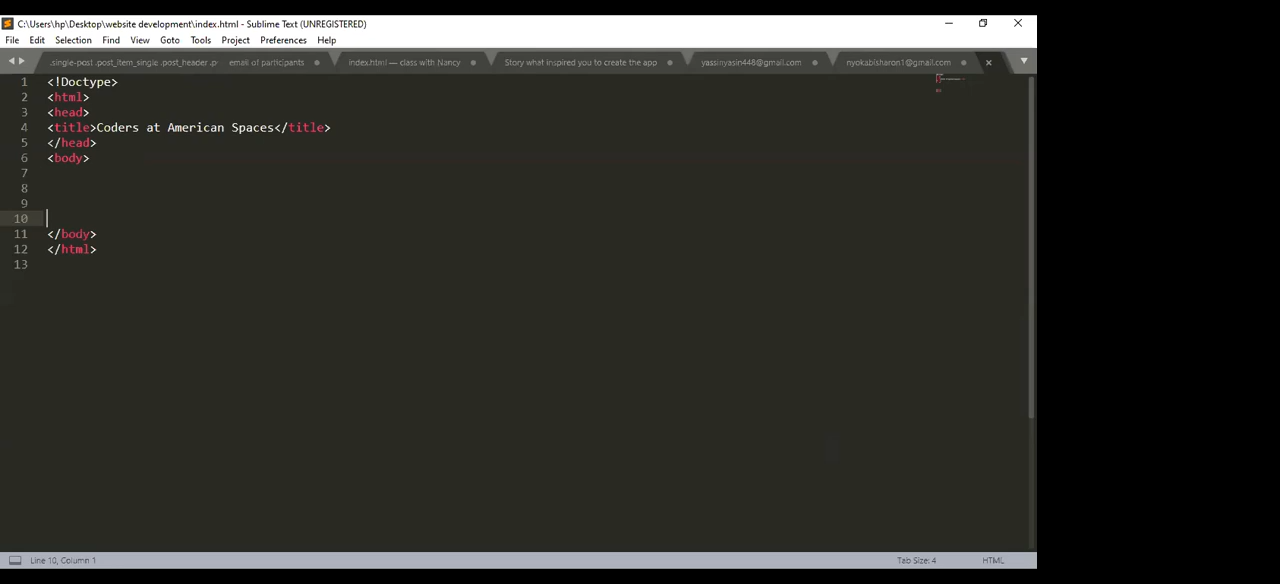 C:\Users\hp\Desktop\website development\index.html - Sublime Text (UNREGISTERED)
File Edit Selection Find View Goto Tools Project Preferences Help
.single-post .post_item_single .post_header .p email of participants index.html — class with Nancy Story what inspired you to create the app yassinyasin448@gmail.com nyokabisharon1@gmail.com
1 <!Doctype>
2 <html>
3 <head>
4 <title>Coders at American Spaces</title>
5 </head>
6 <body>
7
8
9
10
11 </body>
12 </html>
13
Line 10, Column 1 Tab Size: 4 HTML